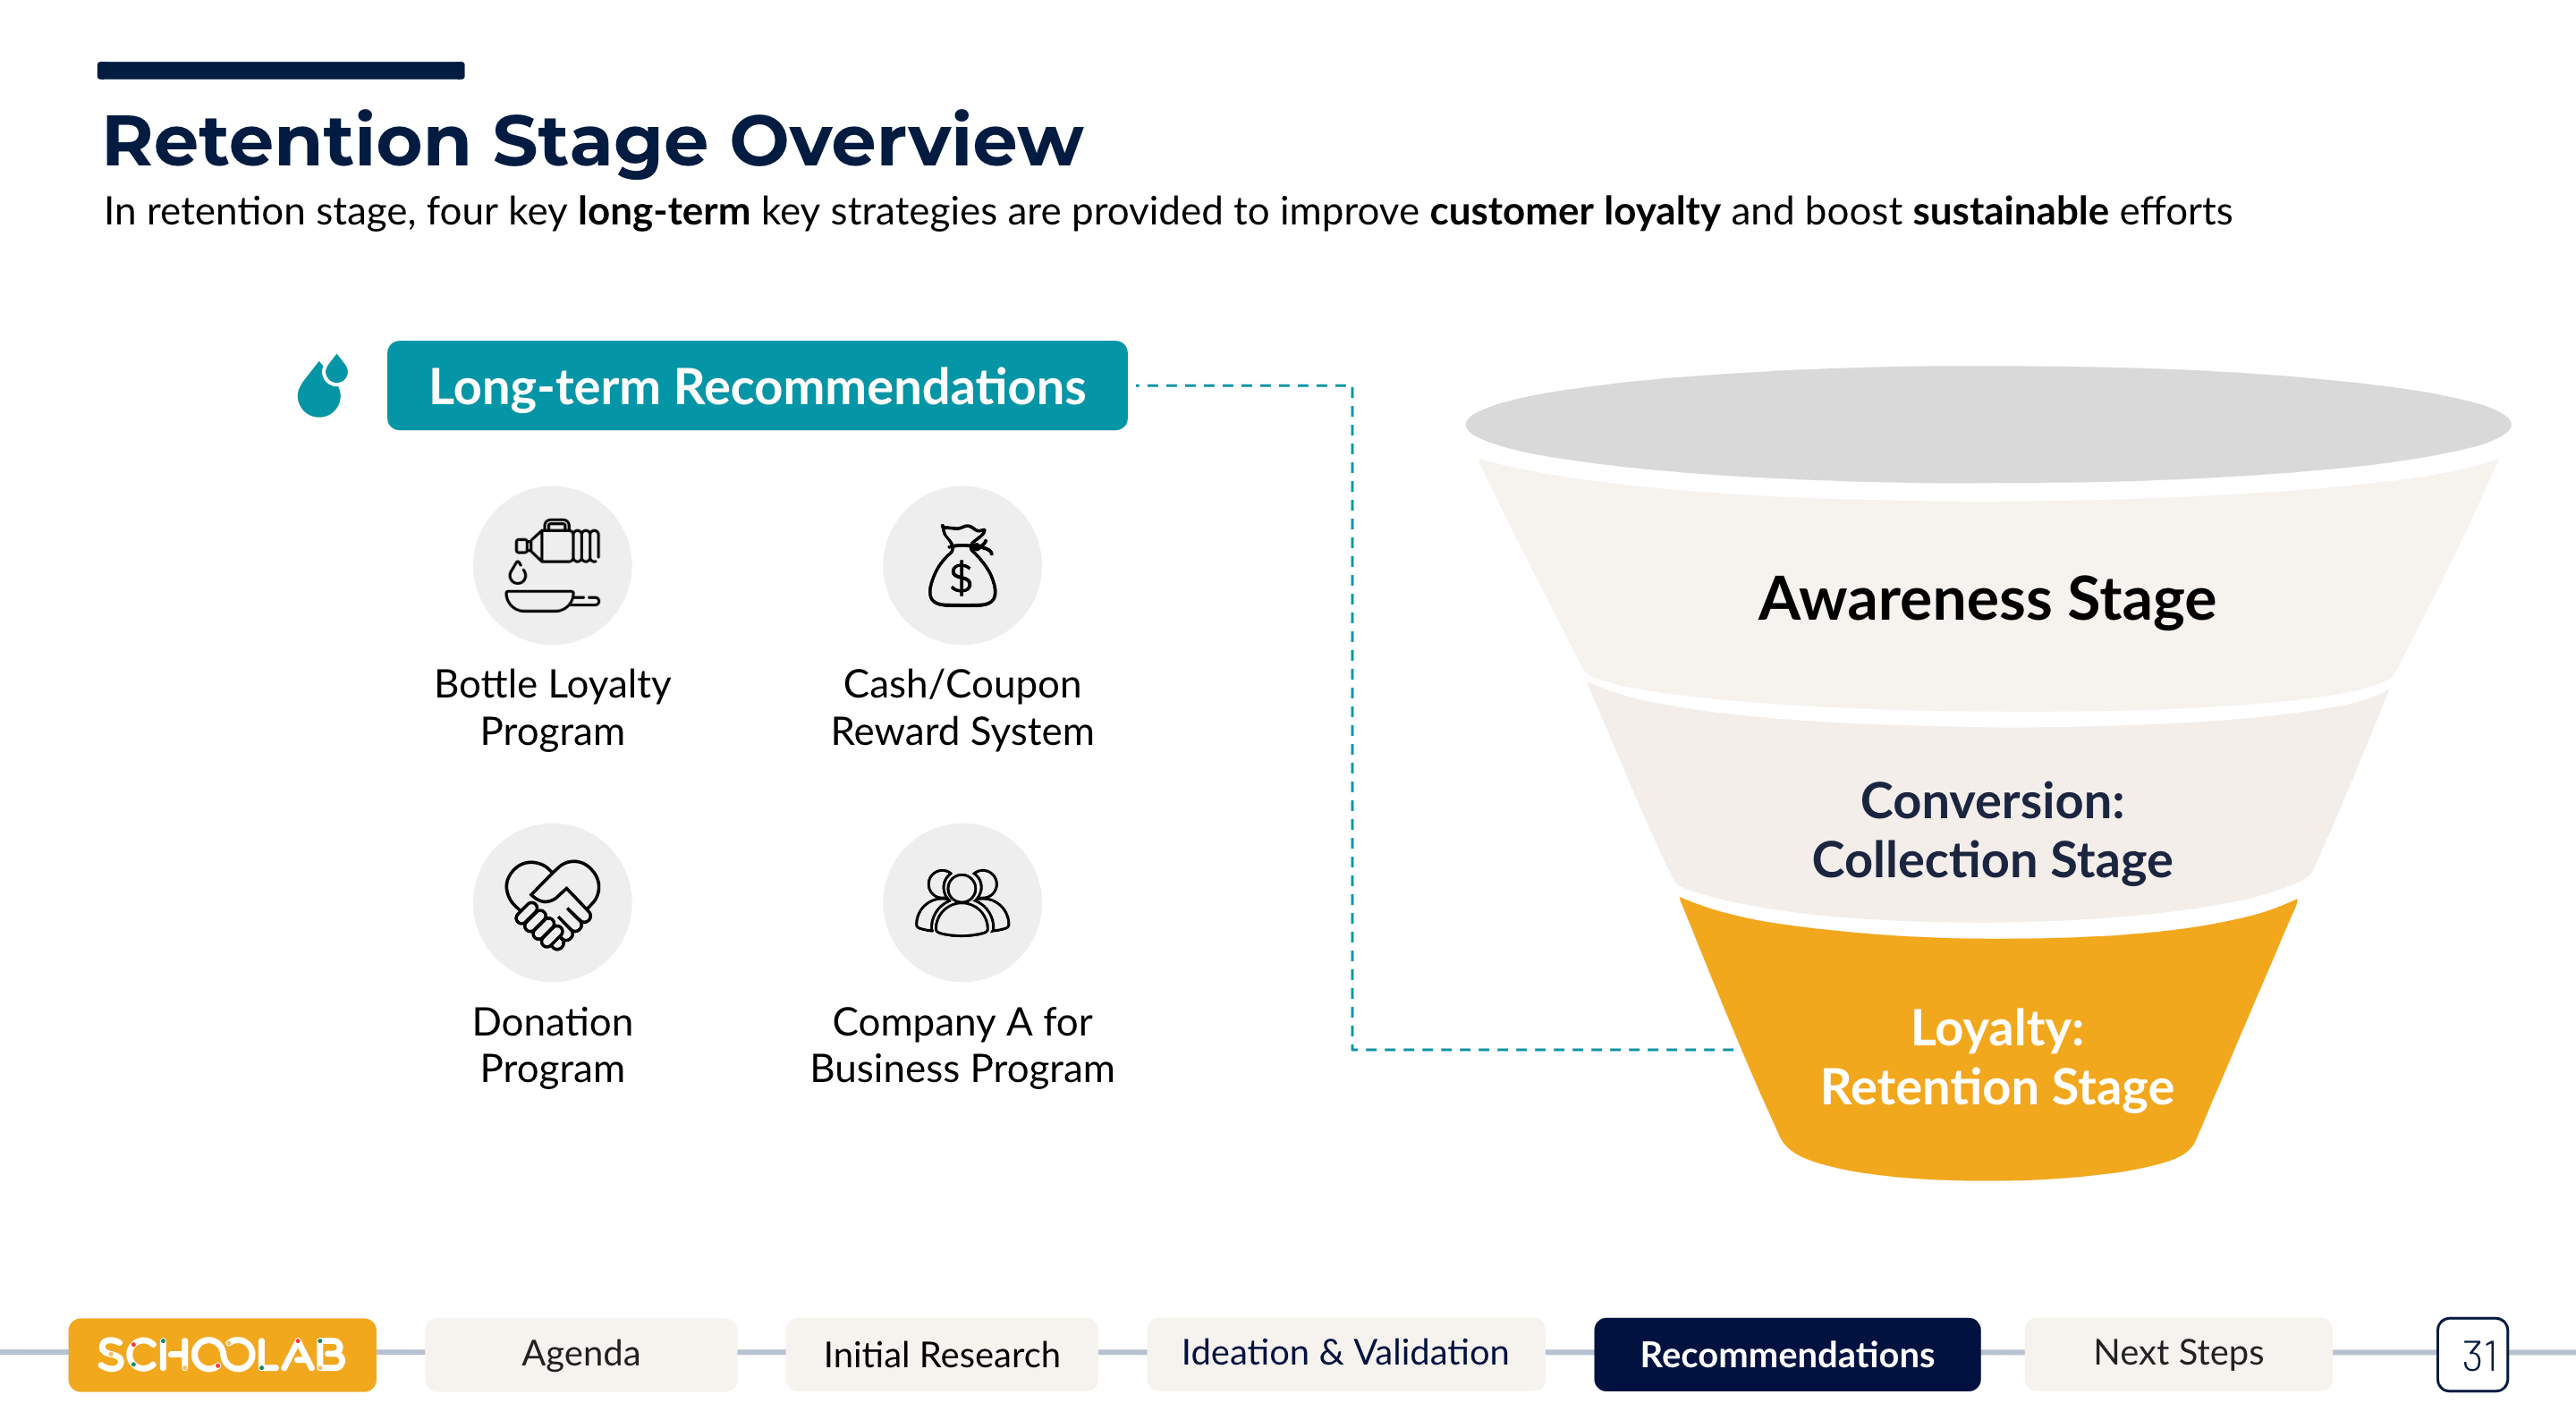 Retention Stage Overview
In retention stage, four key long-term key strategies are provided to improve customer loyalty and boost sustainable efforts
Long-term Recommendations
Bottle Loyalty
Program
$
Cash/Coupon
Reward System
Donation
Program
Company A for
Business Program
Awareness Stage
Conversion:
Collection Stage
Loyalty:
Retention Stage
SCHOOLAB
Agenda
Initial Research
Ideation & Validation
Recommendations
Next Steps
31